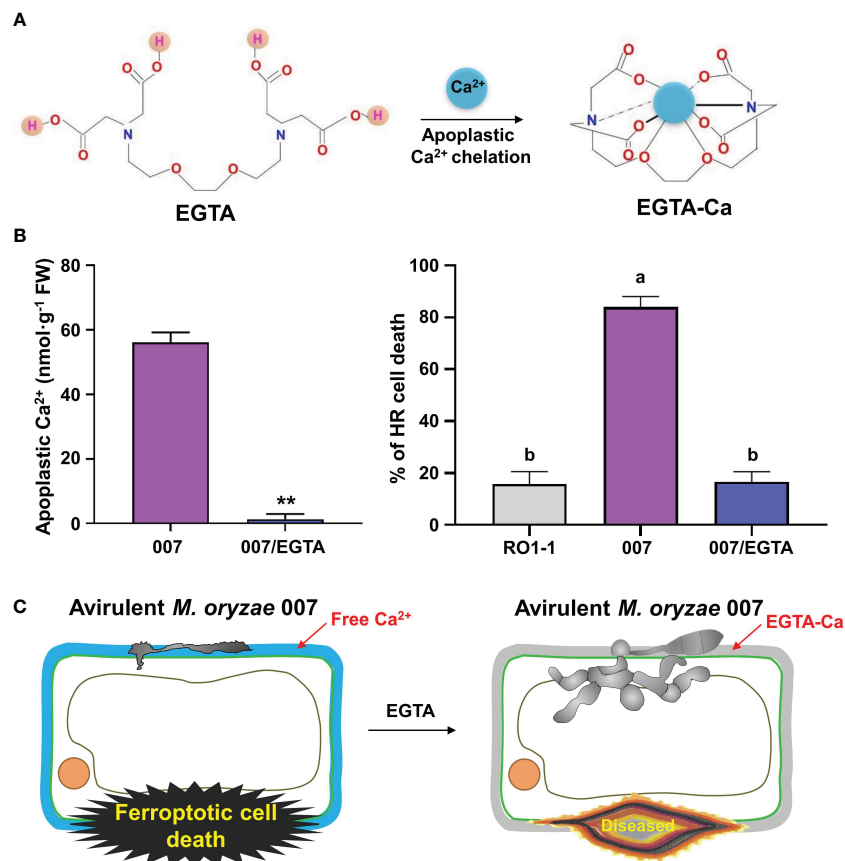 A
H
H
O
O
O
O
H
O
O
O
O
H
N
N
O
O
EGTA
Ca²⁺
Apoplastic
Ca²⁺ chelation
O
O
O
O
N
N
O
O
O
O
O
O
EGTA-Ca
B
Apoplastic Ca²⁺ (nmol·g⁻¹ FW)
80
60
40
20
0
**
007
007/EGTA
% of HR cell death
100
80
60
40
20
0
b
a
b
RO1-1
007
007/EGTA
C
Avirulent M. oryzae 007
Free Ca²⁺
Ferroptotic cell
death
EGTA
Avirulent M. oryzae 007
EGTA-Ca
Diseased